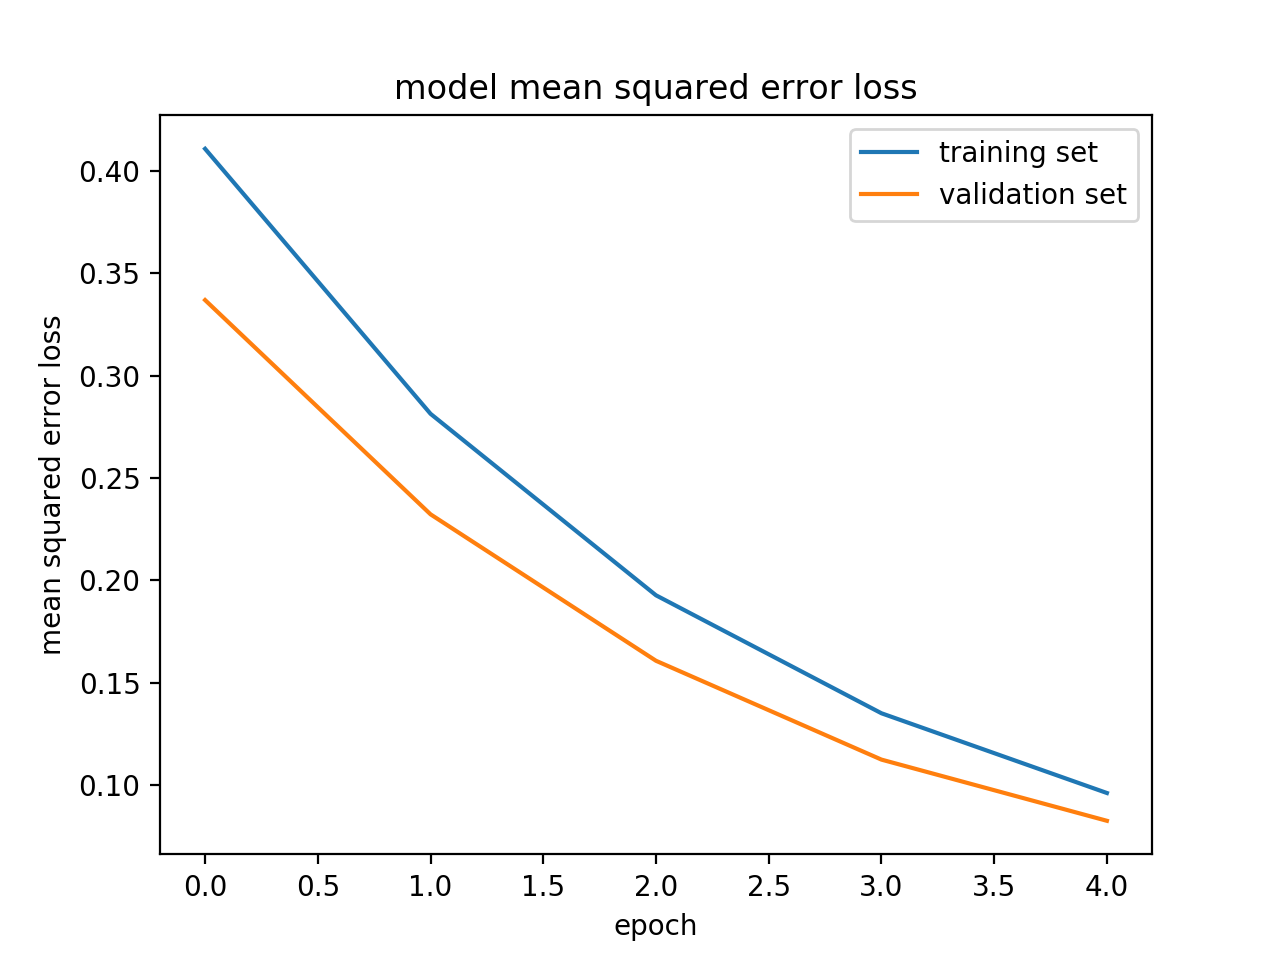 model mean squared error loss
training set
validation set
mean squared error loss
0.40
0.35
0.30
0.25
0.20
0.15
0.10
0.0 0.5 1.0 1.5 2.0 2.5 3.0 3.5 4.0
epoch